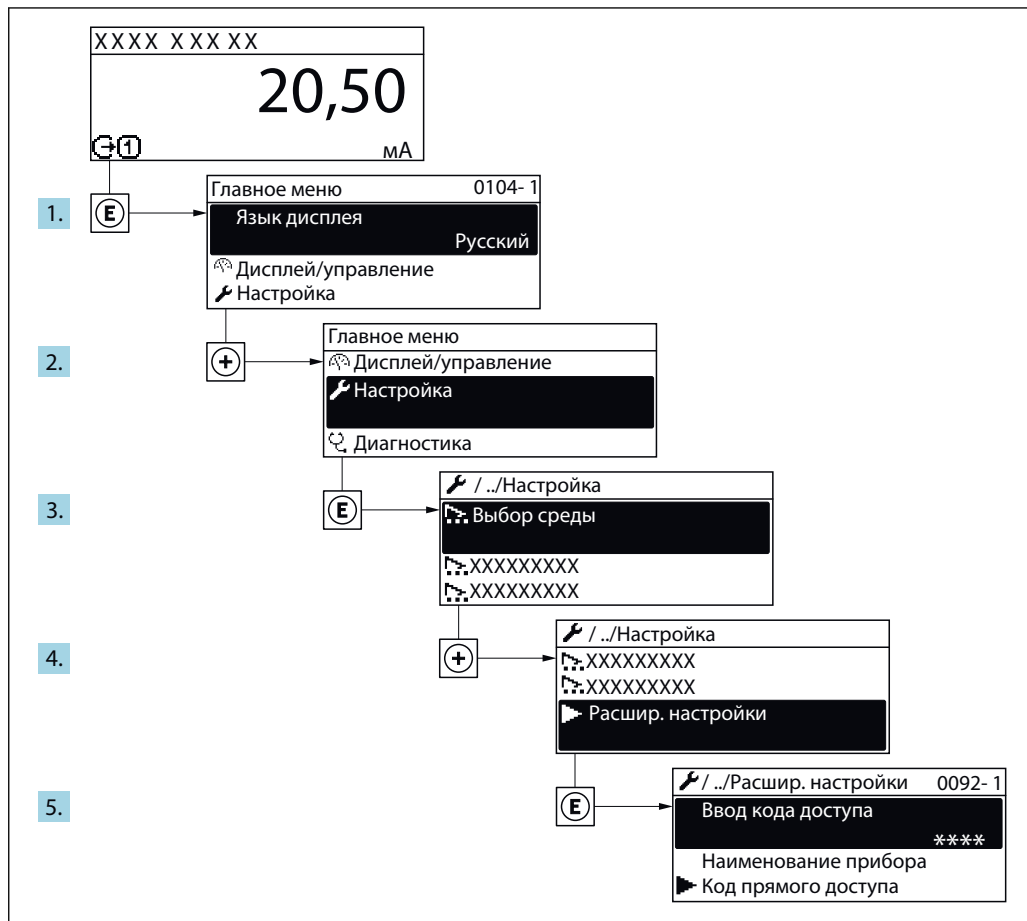 XXXX XXX XX
20,50
мА
1.
E
Главное меню 0104- 1
Язык дисплея
Русский
Дисплей/управление
Настройка
2.
+
Главное меню
Дисплей/управление
Настройка
Диагностика
3.
E
/ ../Настройка
Выбор среды
XXXXXXXXX
XXXXXXXXX
4.
+
/ ../Настройка
XXXXXXXXX
XXXXXXXXX
Расшир. настройки
5.
E
/ ../Расшир. настройки 0092- 1
Ввод кода доступа
****
Наименование прибора
Код прямого доступа